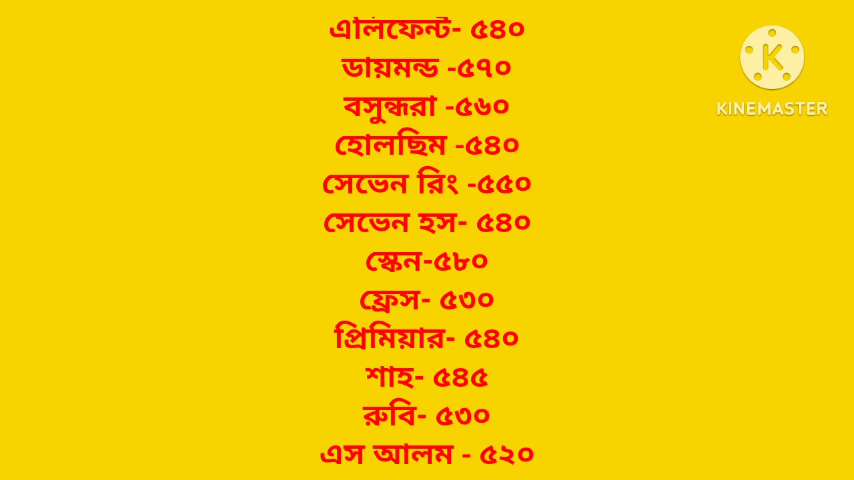 এলিফেন্ট- ৫৪০
ডায়মন্ড -৫৭০
বসুন্ধরা -৫৬০
হোলছিম -৫৪০
সেভেন রিং -৫৫০
সেভেন হস- ৫৪০
স্কেন-৫৮০
ফ্রেস- ৫৩০
প্রিমিয়ার- ৫৪০
শাহ- ৫৪৫
রুবি- ৫৩০
এস আলম - ৫২০
K
KINEMASTER